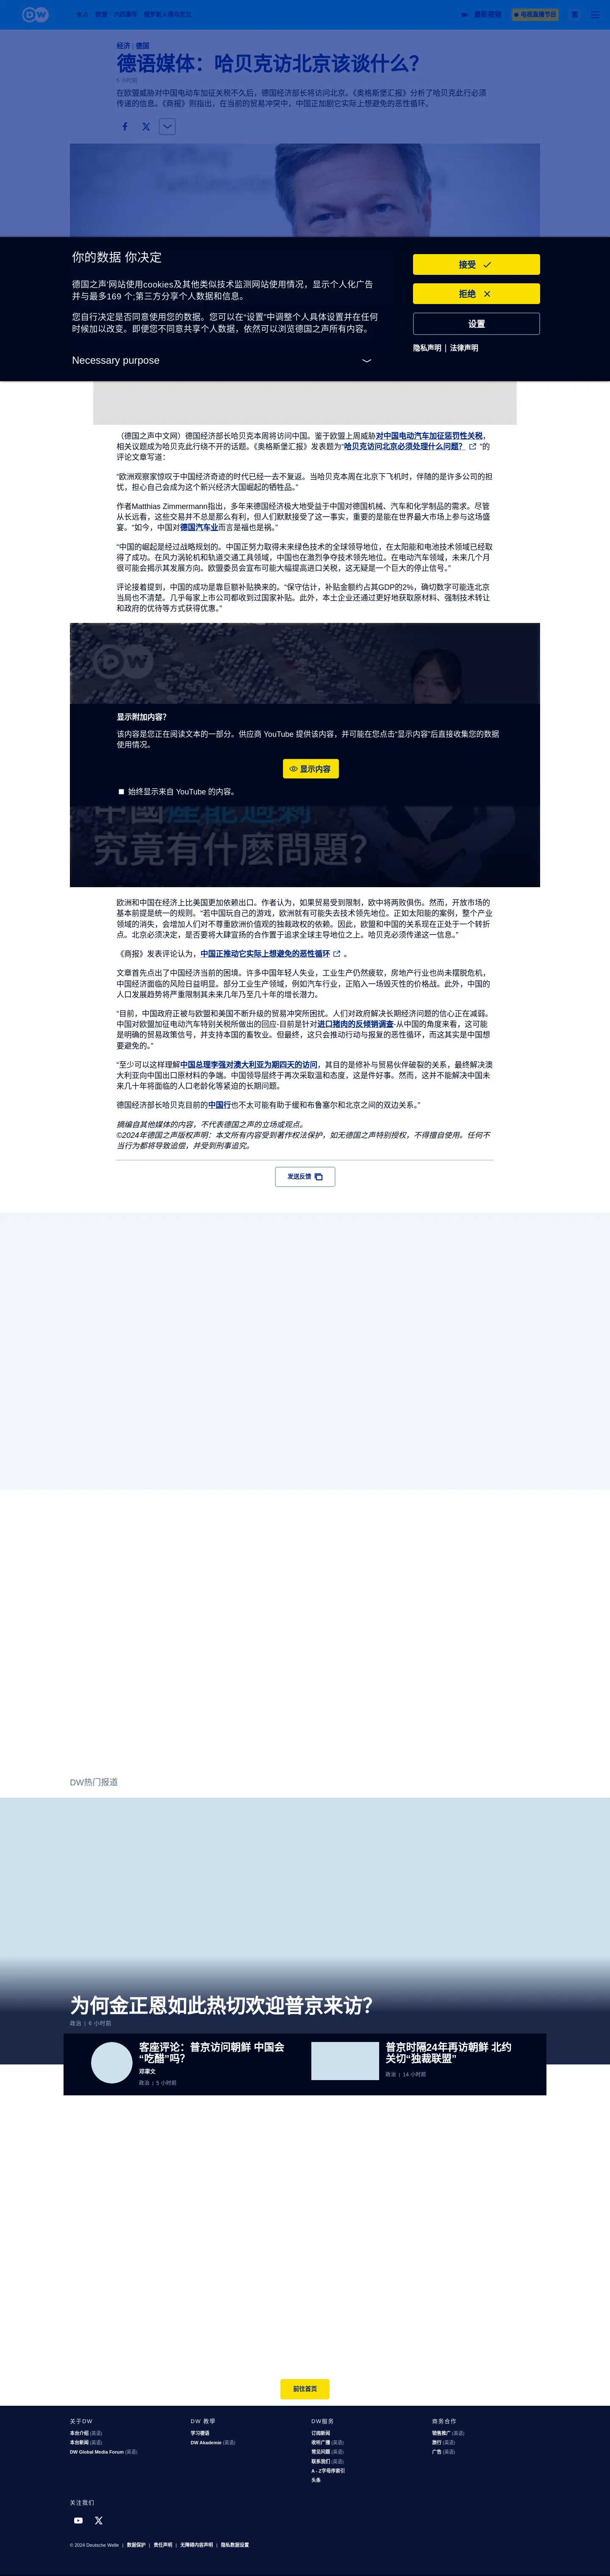 DW
最新视频
电视直播节目
繁
经济 | 德国
德语媒体：哈贝克访北京该谈什么？
5 小时前
在欧盟威胁对中国电动车加征关税不久后，德国经济部长将访问北京。《奥格斯堡汇报》分析了哈贝克此行必须
传递的信息。《商报》则指出，在当前的贸易冲突中，中国正加剧它实际上想避免的恶性循环。
你的数据 你决定
德国之声’网站使用cookies及其他类似技术监测网站使用情况，显示个人化广告
并与最多169 个;第三方分享个人数据和信息。
您自行决定是否同意使用您的数据。您可以在“设置”中调整个人具体设置并在任何
时候加以改变。即便您不同意共享个人数据，依然可以浏览德国之声所有内容。
Necessary purpose
接受
拒绝
设置
隐私声明 | 法律声明
（德国之声中文网）德国经济部长哈贝克本周将访问中国。鉴于欧盟上周威胁对中国电动汽车加征惩罚性关税，
相关议题成为哈贝克此行绕不开的话题。《奥格斯堡汇报》发表题为“哈贝克访问北京必须处理什么问题？ ”的
评论文章写道：
“欧洲观察家惊叹于中国经济奇迹的时代已经一去不复返。当哈贝克本周在北京下飞机时，伴随的是许多公司的担
忧，担心自己会成为这个新兴经济大国崛起的牺牲品。”
作者Matthias Zimmermann指出，多年来德国经济极大地受益于中国对德国机械、汽车和化学制品的需求。尽管
从长远看，这些交易并不总是那么有利，但人们默默接受了这一事实，重要的是能在世界最大市场上参与这场盛
宴。“如今，中国对德国汽车业而言是福也是祸。”
“中国的崛起是经过战略规划的。中国正努力取得未来绿色技术的全球领导地位，在太阳能和电池技术领域已经取
得了成功。在风力涡轮机和轨道交通工具领域，中国也在激烈争夺技术领先地位。在电动汽车领域，未来几个月
很可能会揭示其发展方向。欧盟委员会宣布可能大幅提高进口关税，这无疑是一个巨大的停止信号。”
评论接着提到，中国的成功是靠巨额补贴换来的。“保守估计，补贴金额约占其GDP的2%，确切数字可能连北京
当局也不清楚。几乎每家上市公司都收到过国家补贴。此外，本土企业还通过更好地获取原材料、强制技术转让
和政府的优待等方式获得优惠。”
DW
显示附加内容？
该内容是您正在阅读文本的一部分。供应商 YouTube 提供该内容，并可能在您点击“显示内容”后直接收集您的数据
使用情况。
显示内容
始终显示来自 YouTube 的内容。
中國產能過剩
究竟有什麽問題？
欧洲和中国在经济上比美国更加依赖出口。作者认为，如果贸易受到限制，欧中将两败俱伤。然而，开放市场的
基本前提是统一的规则。“若中国玩自己的游戏，欧洲就有可能失去技术领先地位。正如太阳能的案例，整个产业
领域的消失，会增加人们对不尊重欧洲价值观的独裁政权的依赖。因此，欧盟和中国的关系现在正处于一个转折
点。北京必须决定，是否要将大肆宣扬的合作置于追求全球主导地位之上。哈贝克必须传递这一信息。”
《商报》发表评论认为，中国正推动它实际上想避免的恶性循环 。
文章首先点出了中国经济当前的困境。许多中国年轻人失业，工业生产仍然疲软，房地产行业也尚未摆脱危机，
中国经济面临的风险日益明显。部分工业生产领域，例如汽车行业，正陷入一场毁灭性的价格战。此外，中国的
人口发展趋势将严重限制其未来几年乃至几十年的增长潜力。
“目前，中国政府正被与欧盟和美国不断升级的贸易冲突所困扰。人们对政府解决长期经济问题的信心正在减弱。
中国对欧盟加征电动汽车特别关税所做出的回应-目前是针对进口猪肉的反倾销调查-从中国的角度来看，这可能
是明确的贸易政策信号，并支持本国的畜牧业。但最终，这只会推动行动与报复的恶性循环，而这其实是中国想
要避免的。”
“至少可以这样理解中国总理李强对澳大利亚为期四天的访问，其目的是修补与贸易伙伴破裂的关系，最终解决澳
大利亚向中国出口原材料的争端。中国领导层终于再次采取温和态度，这是件好事。然而，这并不能解决中国未
来几十年将面临的人口老龄化等紧迫的长期问题。
德国经济部长哈贝克目前的中国行也不太可能有助于缓和布鲁塞尔和北京之间的双边关系。”
摘编自其他媒体的内容，不代表德国之声的立场或观点。
©2024年德国之声版权声明：本文所有内容受到著作权法保护，如无德国之声特别授权，不得擅自使用。任何不
当行为都将导致追偿，并受到刑事追究。
发送反馈
DW热门报道
为何金正恩如此热切欢迎普京来访？
政治 | 6 小时前
客座评论：普京访问朝鲜 中国会
“吃醋”吗？
邓聿文
政治 | 5 小时前
普京时隔24年再访朝鲜 北约
关切“独裁联盟”
政治 | 14 小时前
前往首页
关于DW
本台介绍 (英语)
本台新闻 (英语)
DW Global Media Forum (英语)
DW 教學
学习德语
DW Akademie (英语)
DW服务
订阅新闻
收听广播 (英语)
常见问题 (英语)
联系我们 (英语)
A - Z字母序索引
头条
商务合作
销售推广 (英语)
旅行 (英语)
广告 (英语)
关注我们
© 2024 Deutsche Welle | 数据保护 | 责任声明 | 无障碍内容声明 | 隐私数据设置